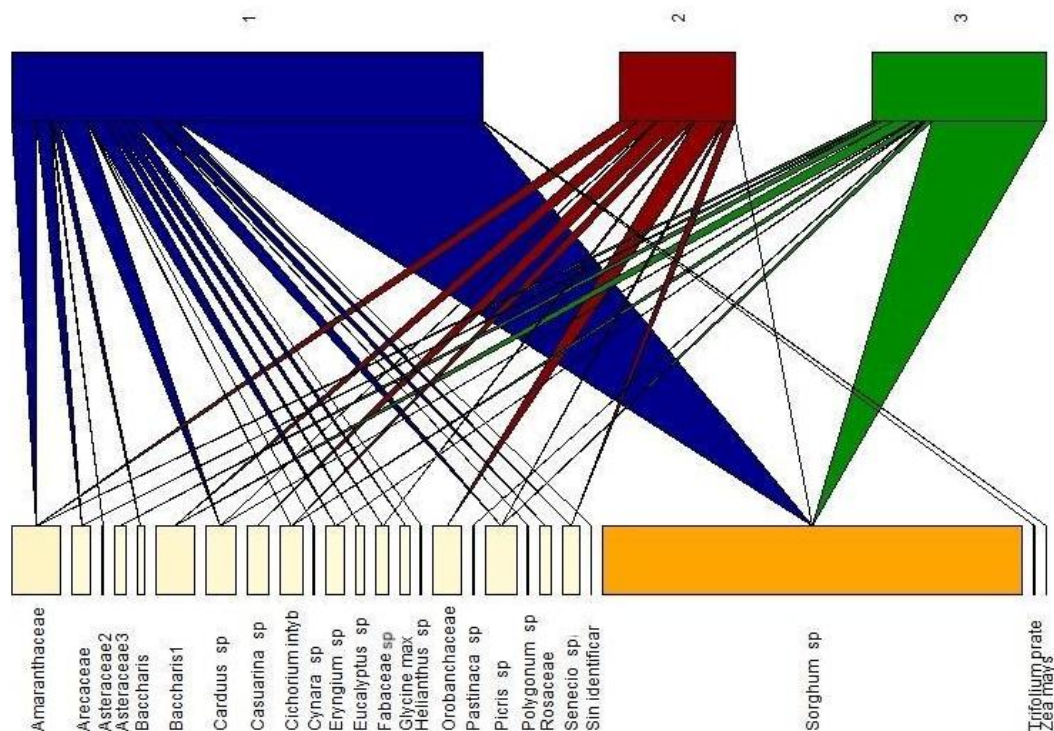 1
2
3
Amaranthaceae
Arecaceae
Asteraceae2
Asteraceae3
Baccharis
Baccharis1
Carduus sp
Casuarina sp
Cichorium intyb
Cynara sp
Eryngium sp
Eucalyptus sp
Fabaceae sp
Glycine max
Helianthus sp
Orobanchaceae
Pastinaca sp
Picris sp
Polygonum sp
Rosaceae
Senecio sp.
Sin identificar
Sorghum sp
Trifolium prate
Zea mays